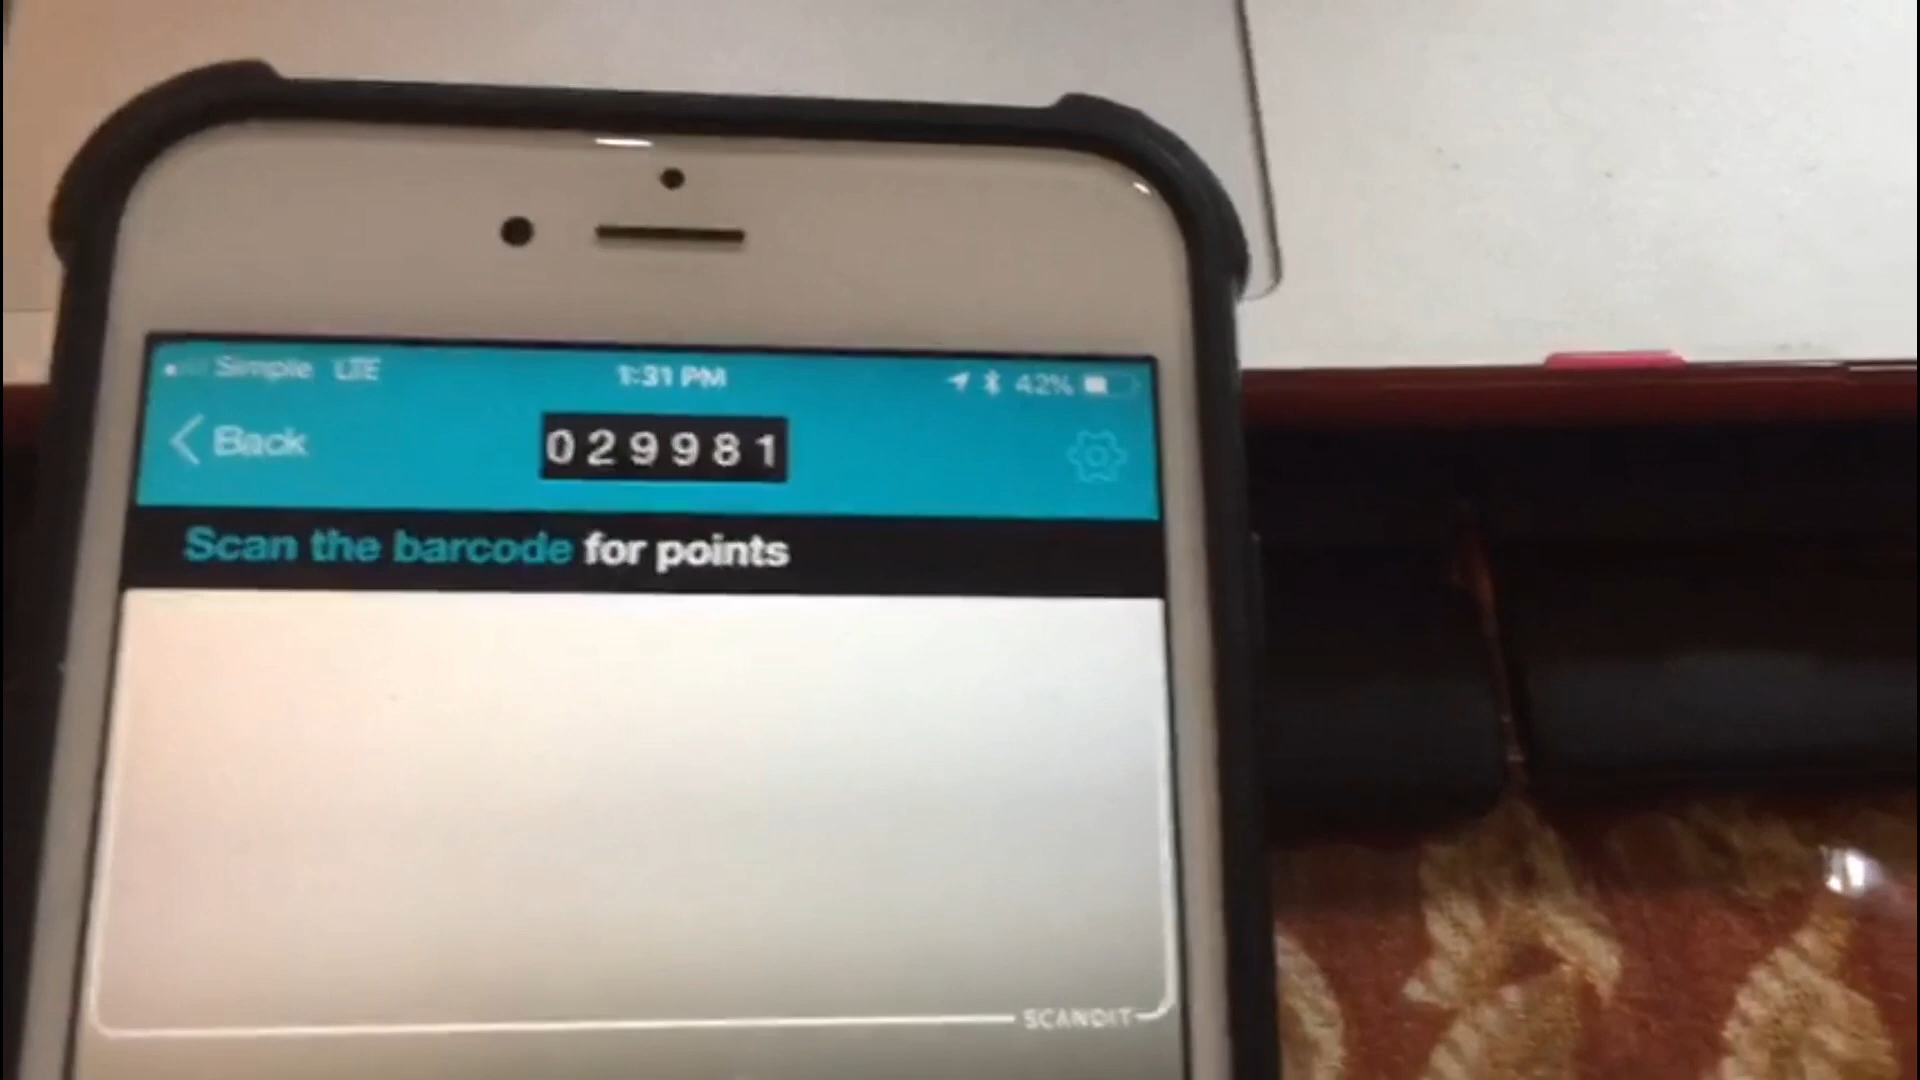 Simple LTE 1:31 PM 42%
Back 029981
Scan the barcode for points
SCANDIT